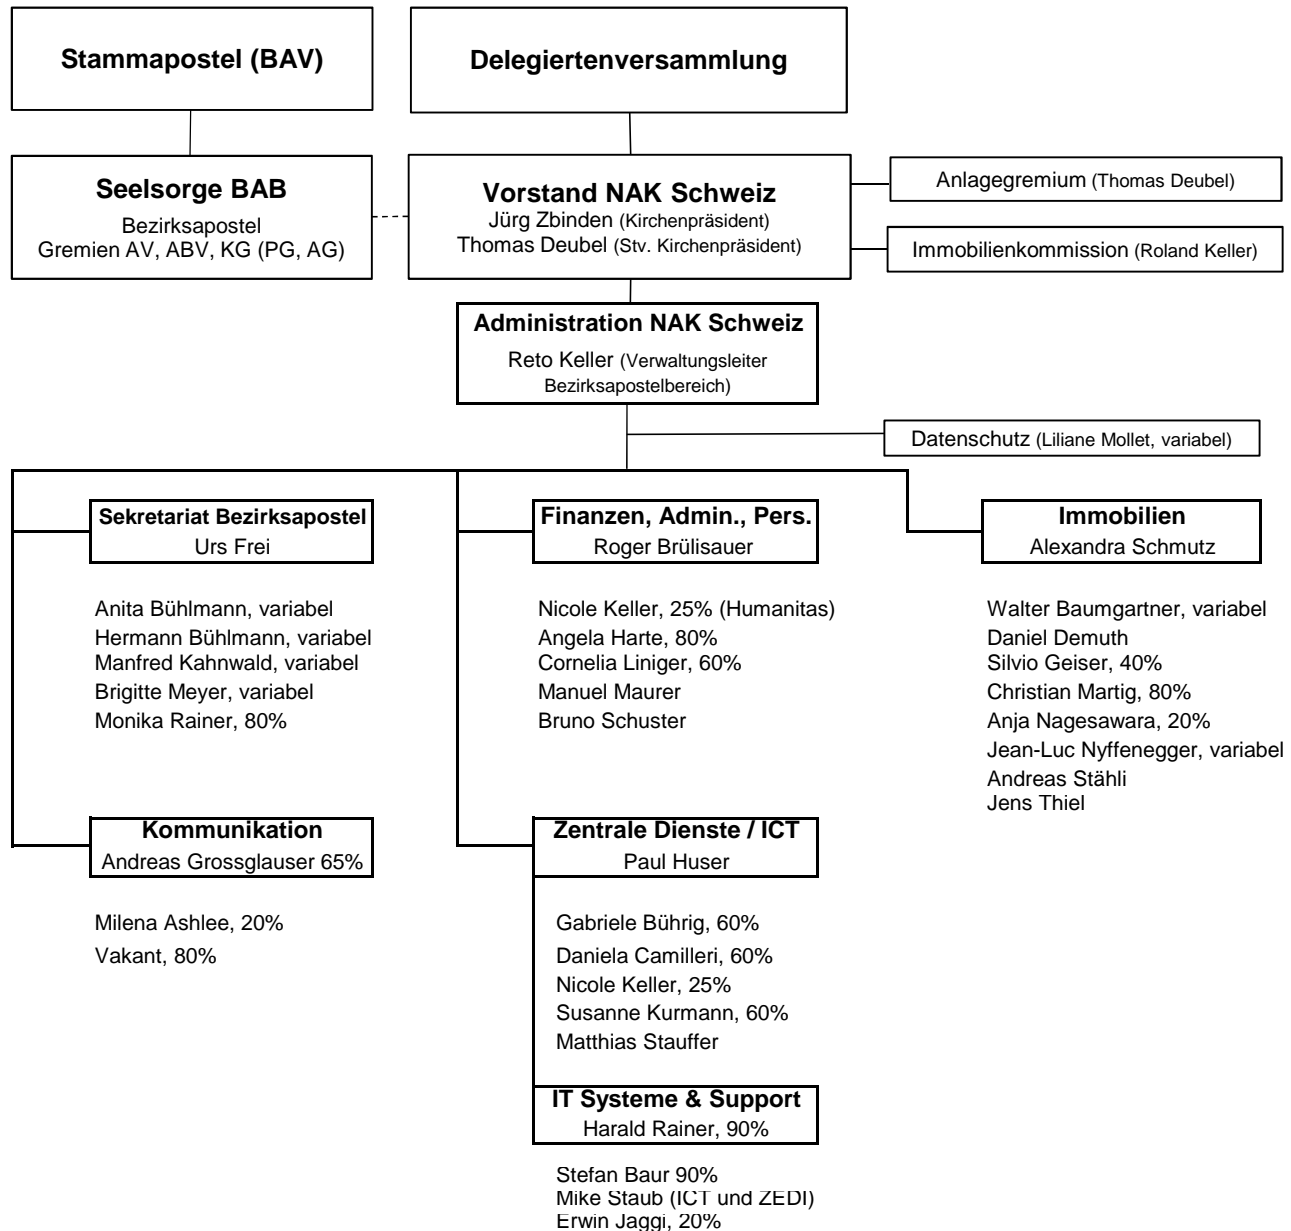 Stammapostel (BAV)
Delegiertenversammlung
Seelsorge BAB
Bezirksapostel
Gremien AV, ABV, KG (PG, AG)
Vorstand NAK Schweiz
Jürg Zbinden (Kirchenpräsident)
Thomas Deubel (Stv. Kirchenpräsident)
Anlagegremium (Thomas Deubel)
Immobilienkommission (Roland Keller)
Administration NAK Schweiz
Reto Keller (Verwaltungsleiter
Bezirksapostelbereich)
Datenschutz (Liliane Mollet, variabel)
Sekretariat Bezirksapostel
Urs Frei
Anita Bühlmann, variabel
Hermann Bühlmann, variabel
Manfred Kahnwald, variabel
Brigitte Meyer, variabel
Monika Rainer, 80%
Kommunikation
Andreas Grossglauser 65%
Milena Ashlee, 20%
Vakant, 80%
Finanzen, Admin., Pers.
Roger Brülisauer
Nicole Keller, 25% (Humanitas)
Angela Harte, 80%
Cornelia Liniger, 60%
Manuel Maurer
Bruno Schuster
Zentrale Dienste / ICT
Paul Huser
Gabriele Bührig, 60%
Daniela Camilleri, 60%
Nicole Keller, 25%
Susanne Kurmann, 60%
Matthias Stauffer
IT Systeme & Support
Harald Rainer, 90%
Stefan Baur 90%
Mike Staub (ICT und ZEDI)
Erwin Jaggi, 20%
Immobilien
Alexandra Schmutz
Walter Baumgartner, variabel
Daniel Demuth
Silvio Geiser, 40%
Christian Martig, 80%
Anja Nagesawara, 20%
Jean-Luc Nyffenegger, variabel
Andreas Stähli
Jens Thiel